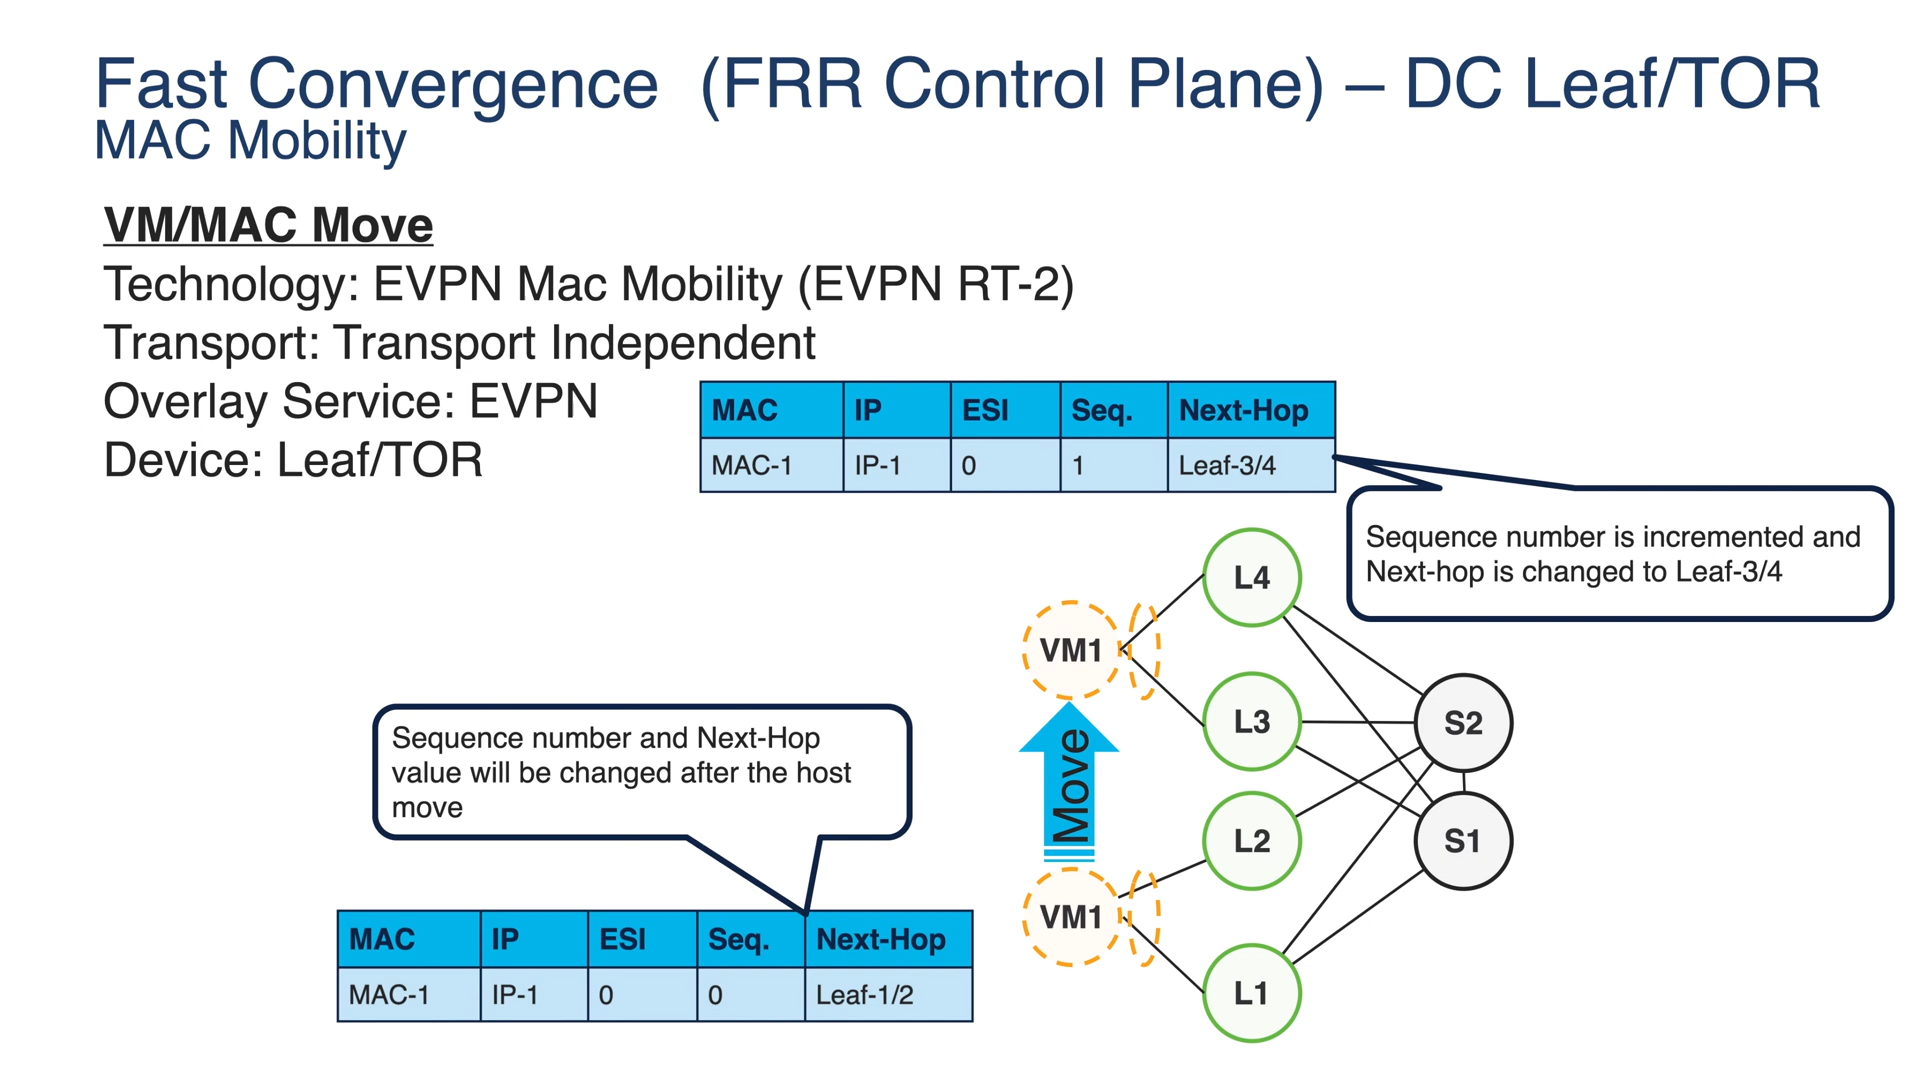 Fast Convergence (FRR Control Plane) – DC Leaf/TOR
MAC Mobility
VM/MAC Move
Technology: EVPN Mac Mobility (EVPN RT-2)
Transport: Transport Independent
Overlay Service: EVPN
Device: Leaf/TOR
MAC IP ESI Seq. Next-Hop
MAC-1 IP-1 0 1 Leaf-3/4
Sequence number is incremented and
Next-hop is changed to Leaf-3/4
L4
VM1
L3
S2
Move
Sequence number and Next-Hop
value will be changed after the host
move
L2
S1
VM1
L1
MAC IP ESI Seq. Next-Hop
MAC-1 IP-1 0 0 Leaf-1/2